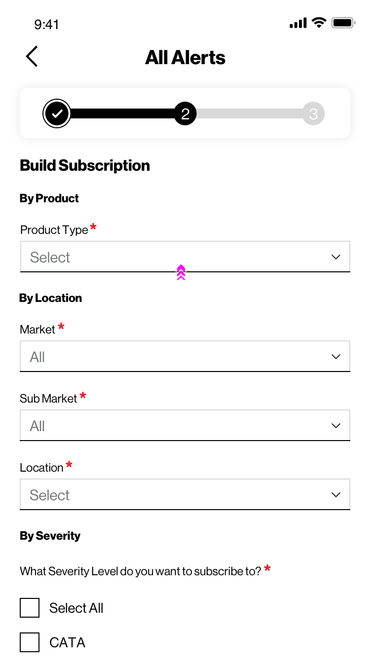 9:41
All Alerts
2
3
Build Subscription
By Product
Product Type *
Select
By Location
Market *
All
Sub Market *
All
Location *
Select
By Severity
What Severity Level do you want to subscribe to? *
Select All
CATA